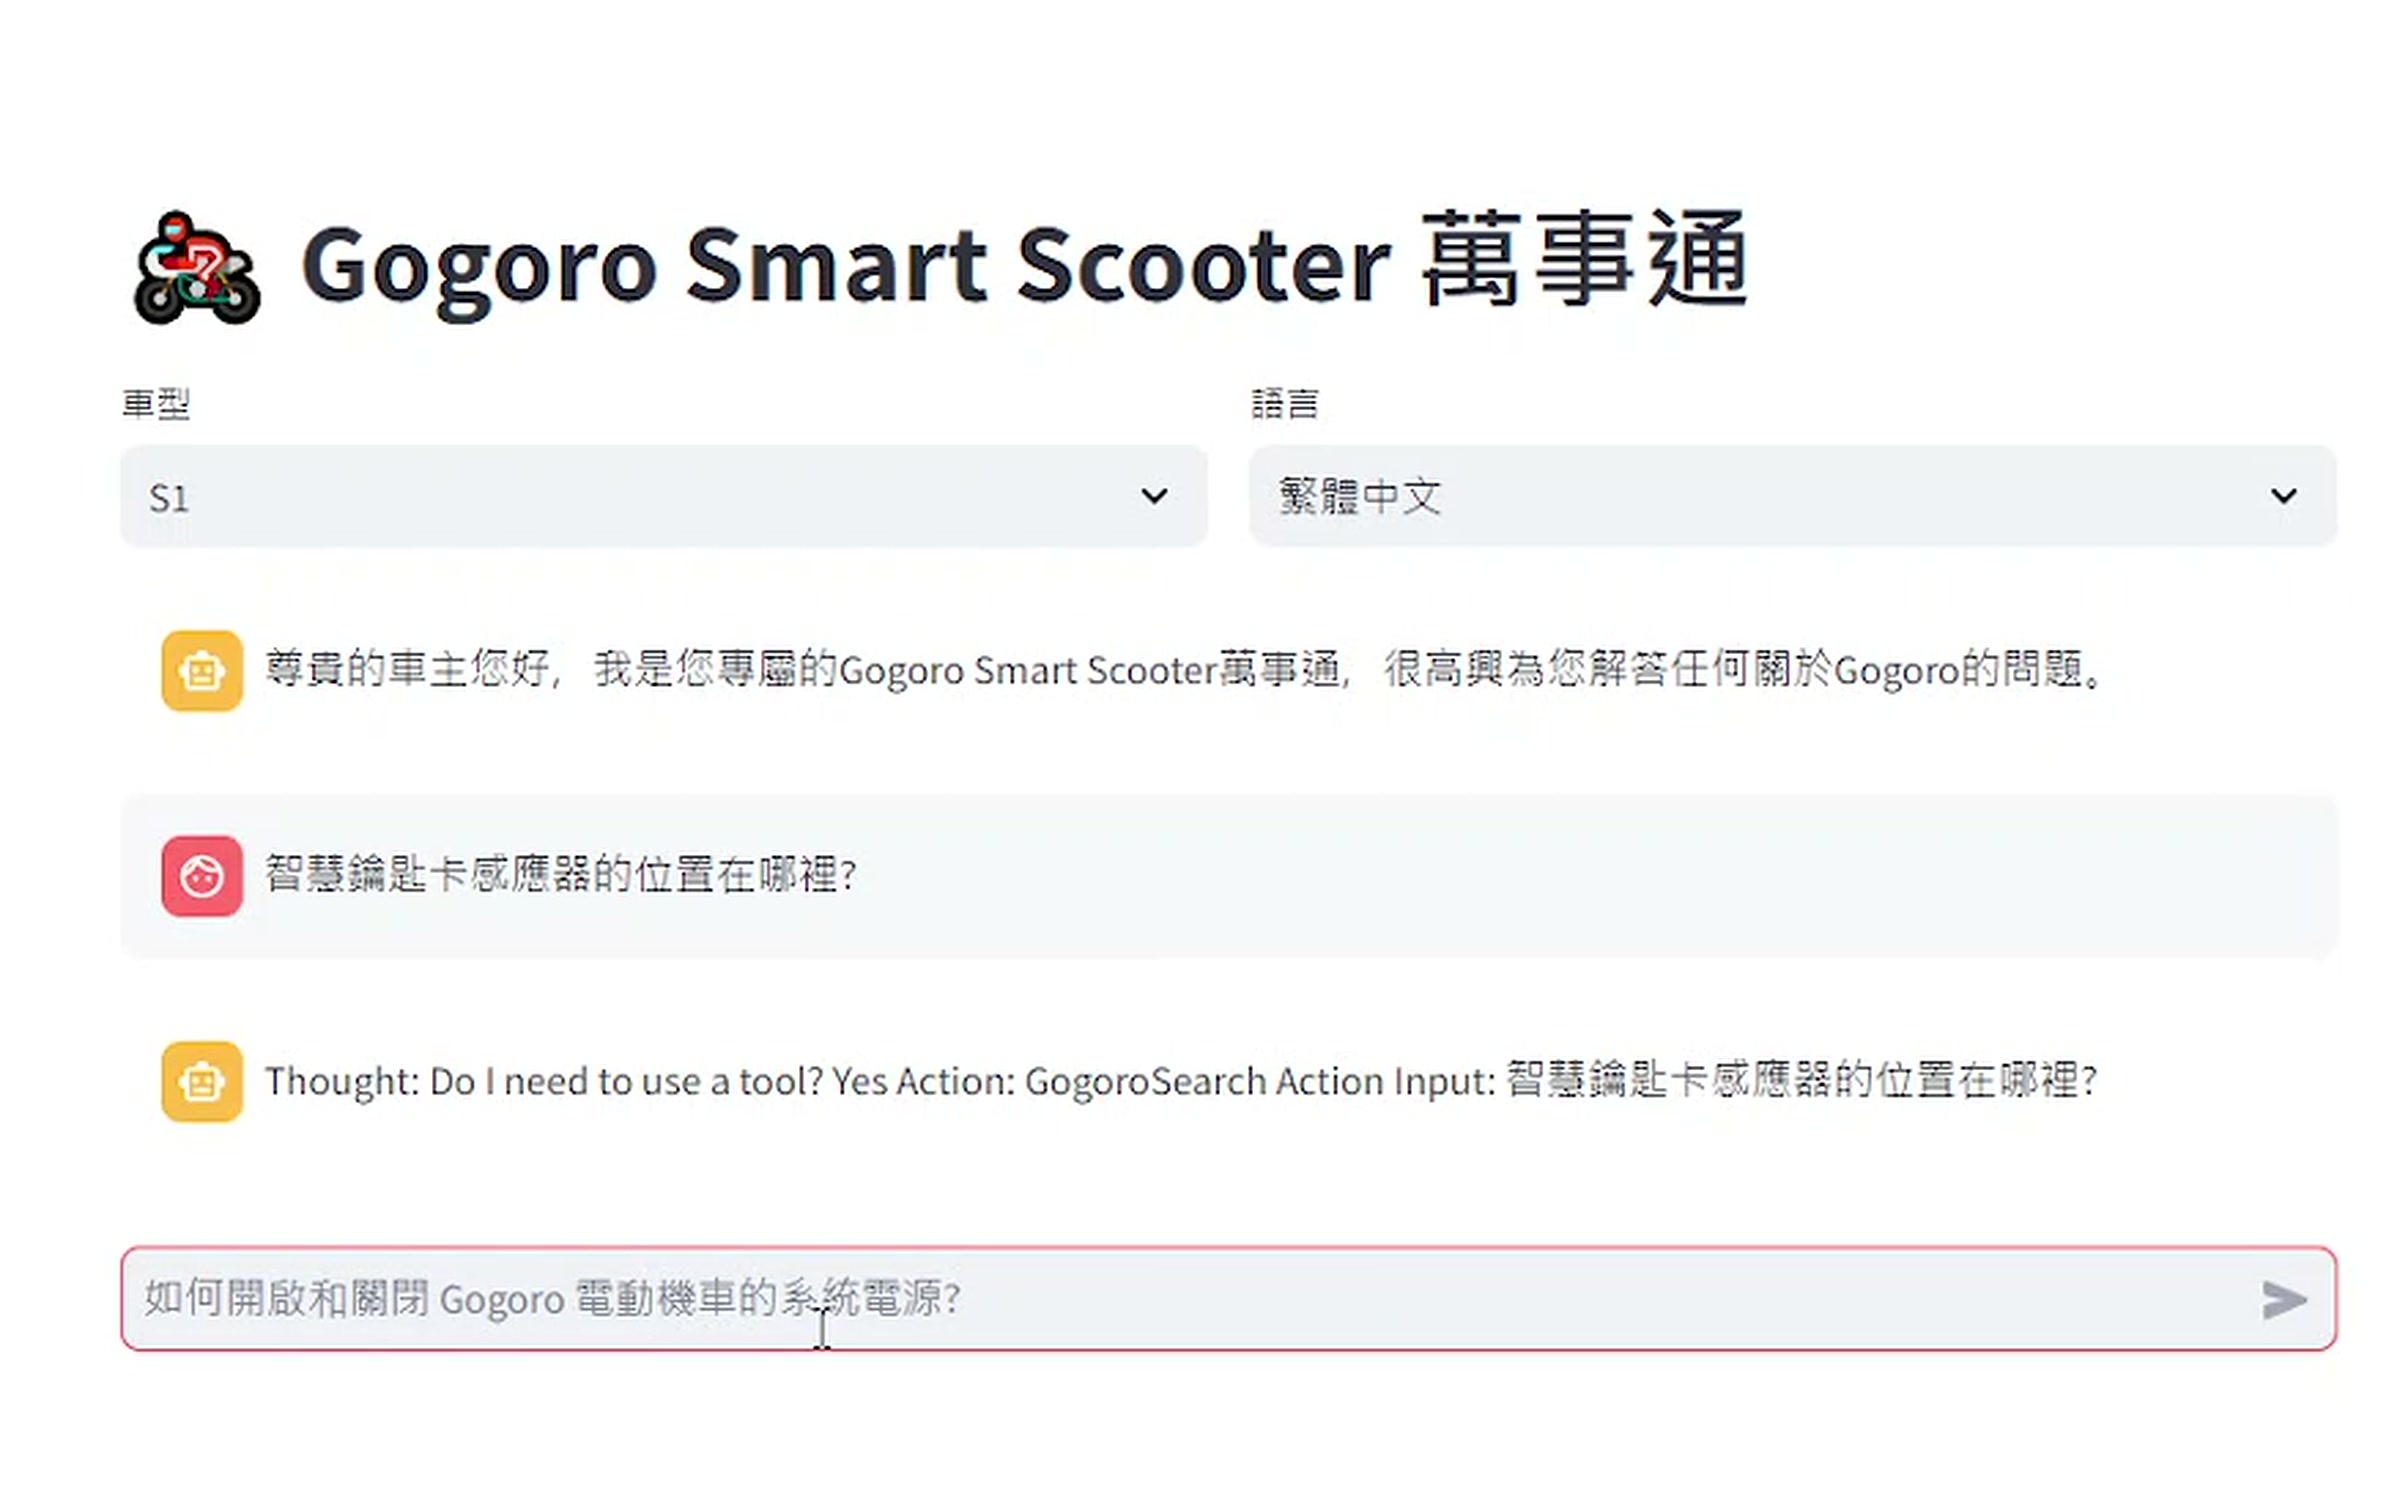 Gogoro Smart Scooter 萬事通
車型
語言
S1
繁體中文
尊貴的車主您好，我是您專屬的Gogoro Smart Scooter萬事通，很高興為您解答任何關於Gogoro的問題。
智慧鑰匙卡感應器的位置在哪裡?
Thought: Do I need to use a tool? Yes Action: GogoroSearch Action Input: 智慧鑰匙卡感應器的位置在哪裡?
如何開啟和關閉 Gogoro 電動機車的系統電源?